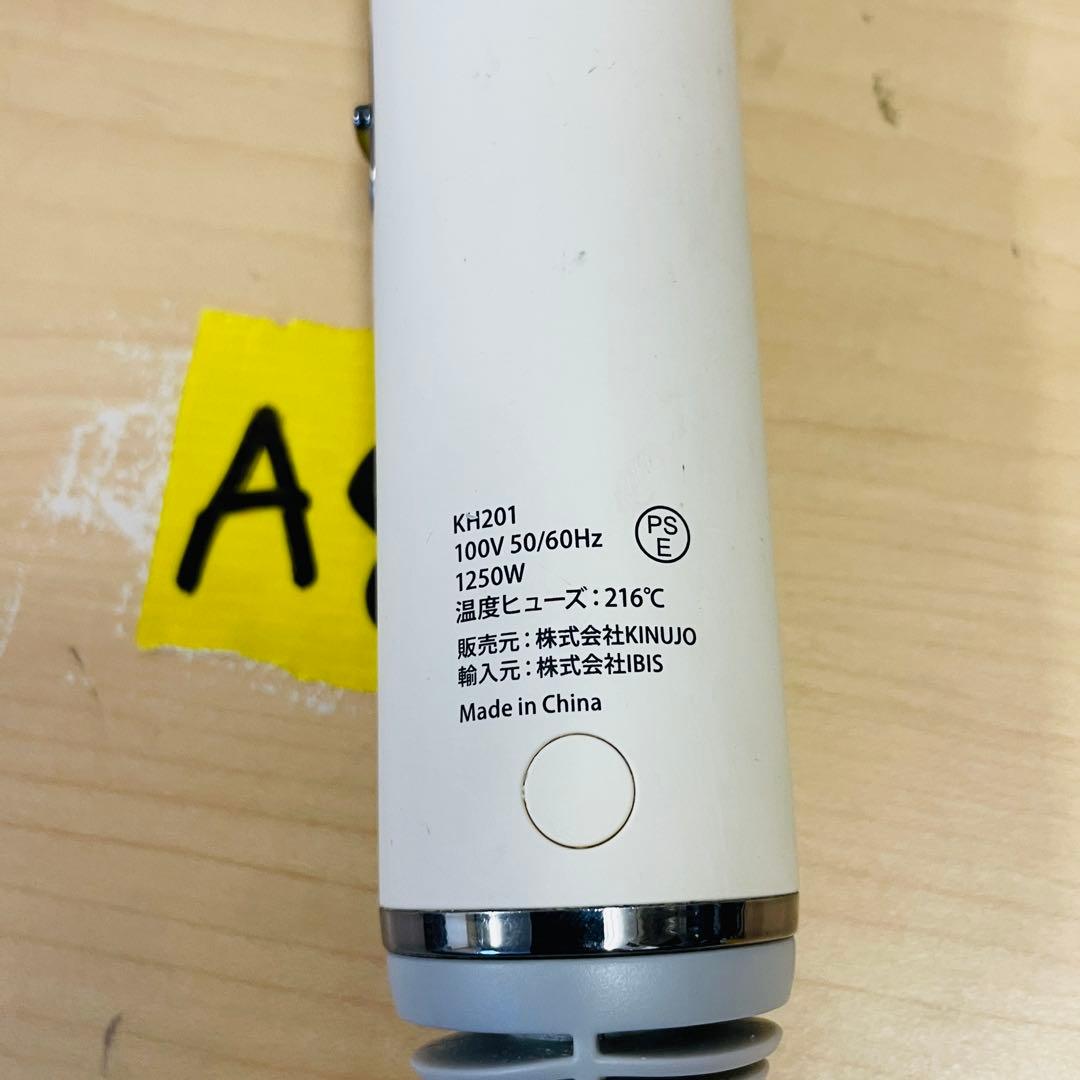 KH201
100V 50/60Hz
1250W
温度ヒューズ：216℃
販売元：株式会社KINUJO
輸入元：株式会社IBIS
Made in China
PS
E